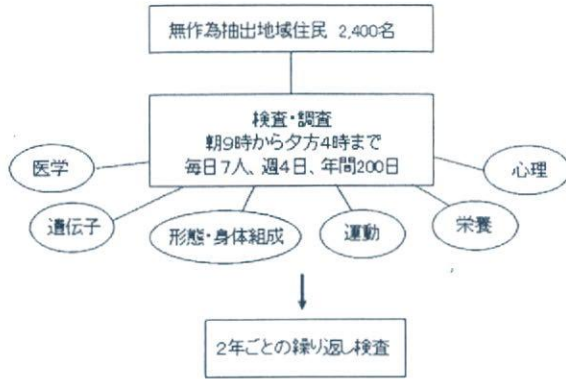 無作為抽出地域住民 2,400名
検査・調査
朝9時から夕方4時まで
毎日7人、週4日、年間200日
医学
心理
遺伝子
形態・身体組成
運動
栄養
2年ごとの繰り返し検査